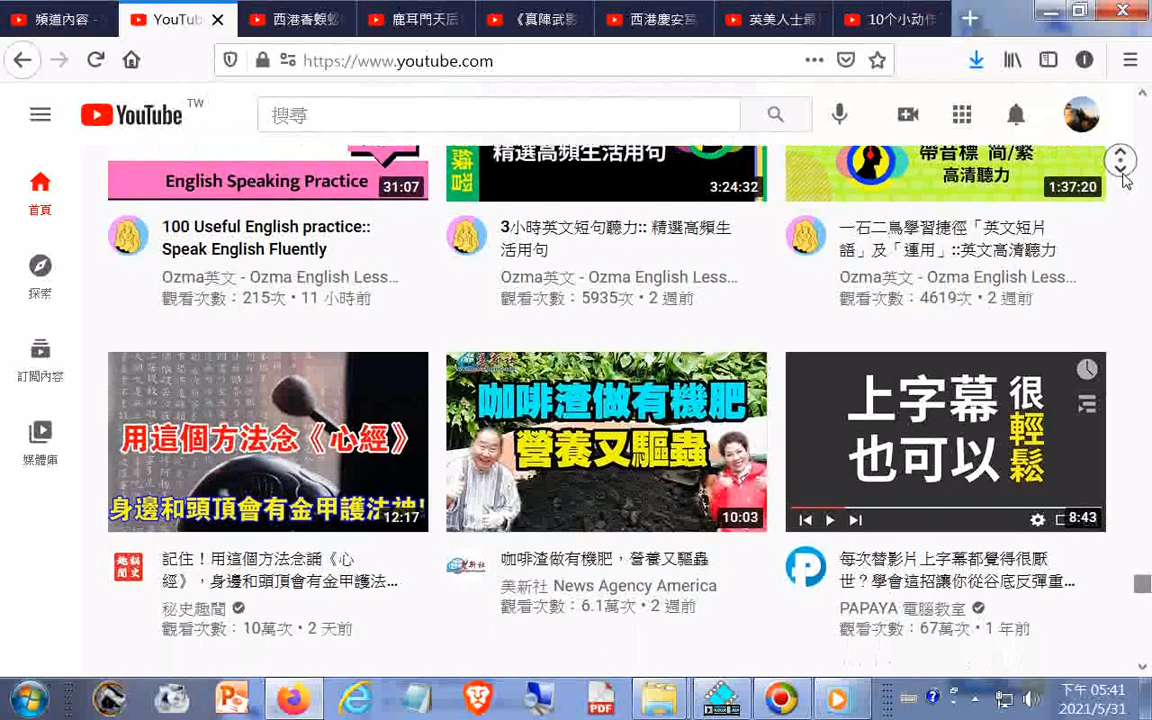 頻道內容 -
YouTub
西港香覿
鹿耳門天后
《真陣武
西港慶安宮
英美人士最
10个小动作
https://www.youtube.com
YouTube TW
搜尋
首頁
探索
訂閱內容
媒體庫
English Speaking Practice
31:07
練習
精選高頻生活用句
3:24:32
帶音標 簡/繁
高清聽力
1:37:20
100 Useful English practice::
Speak English Fluently
Ozma英文 - Ozma English Less...
觀看次數：215次・11 小時前
3小時英文短句聽力:: 精選高頻生
活用句
Ozma英文 - Ozma English Less...
觀看次數：5935次・2 週前
一石二鳥學習捷徑「英文短片
語」及「運用」::英文高清聽力
Ozma英文 - Ozma English Less...
觀看次數：4619次・2 週前
用這個方法念《心經》
身邊和頭頂會有金甲護法神!
12:17
美新社
咖啡渣做有機肥
營養又驅蟲
10:03
上字幕 很
也可以 輕鬆
8:43
記住！用這個方法念誦《心
經》，身邊和頭頂會有金甲護法...
秘史趣聞
觀看次數：10萬次・2 天前
咖啡渣做有機肥，營養又驅蟲
美新社 News Agency America
觀看次數：6.1萬次・2 週前
每次替影片上字幕都覺得很厭
世？學會這招讓你從谷底反彈重...
PAPAYA 電腦教室
觀看次數：67萬次・1 年前
PDF
下午 05:41
2021/5/31